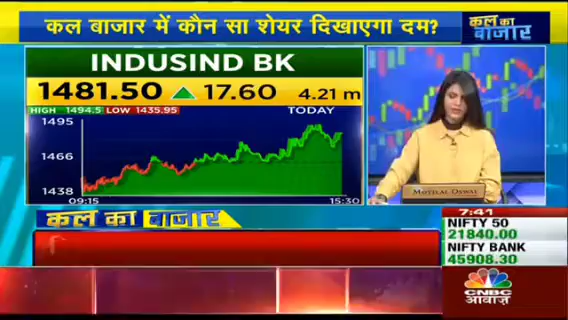 कल बाजार में कौन सा शेयर दिखाएगा दम?
कल का
बाजार
INDUSIND BK
1481.50 ▲ 17.60 4.21 m
HIGH 1494.5 LOW 1435.95 TODAY
1495
1466
1438
09:15 15:30
MOTILAL OSWAL
कल का बाजार
7:41
NIFTY 50
21840.00
NIFTY BANK
45908.30
CNBC
आवाज़